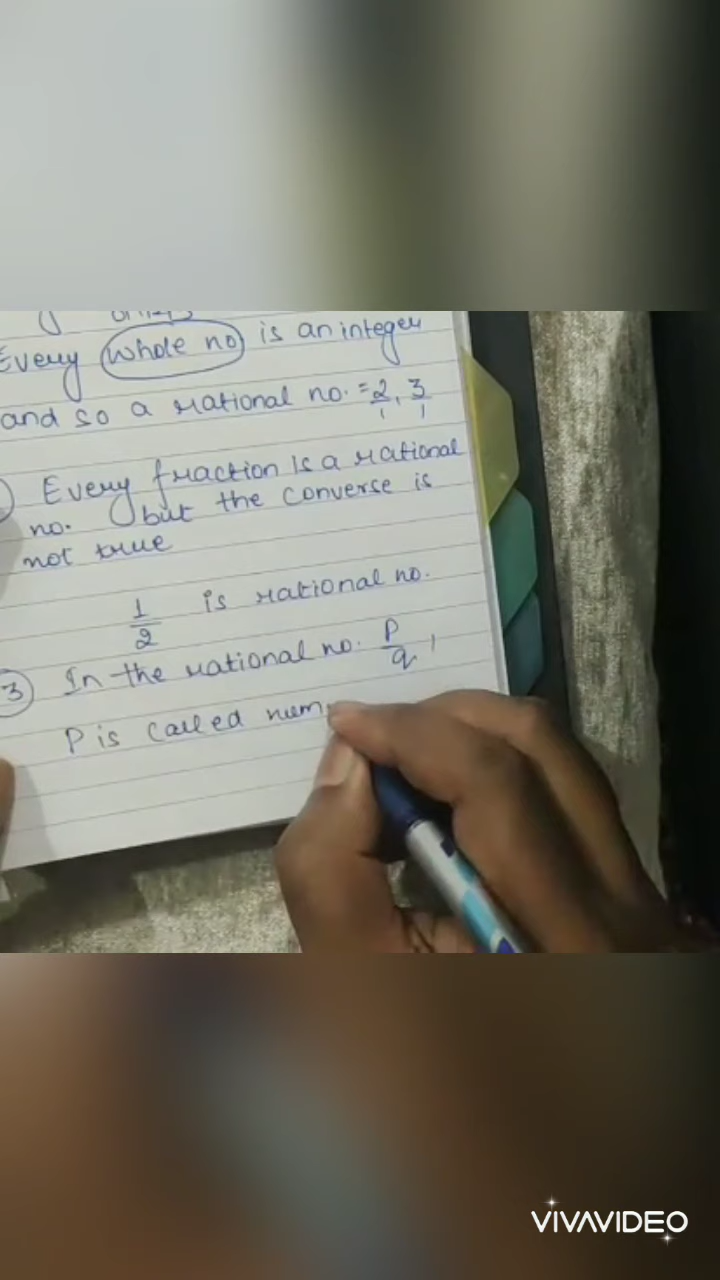 Every whole no is an integer
and so a rational no. = 2/1, 3/1
Every fraction is a rational
no. but the converse is
not true
1/2 is rational no.
3 In the rational no. P/q,
P is called num
VIVAVIDEO